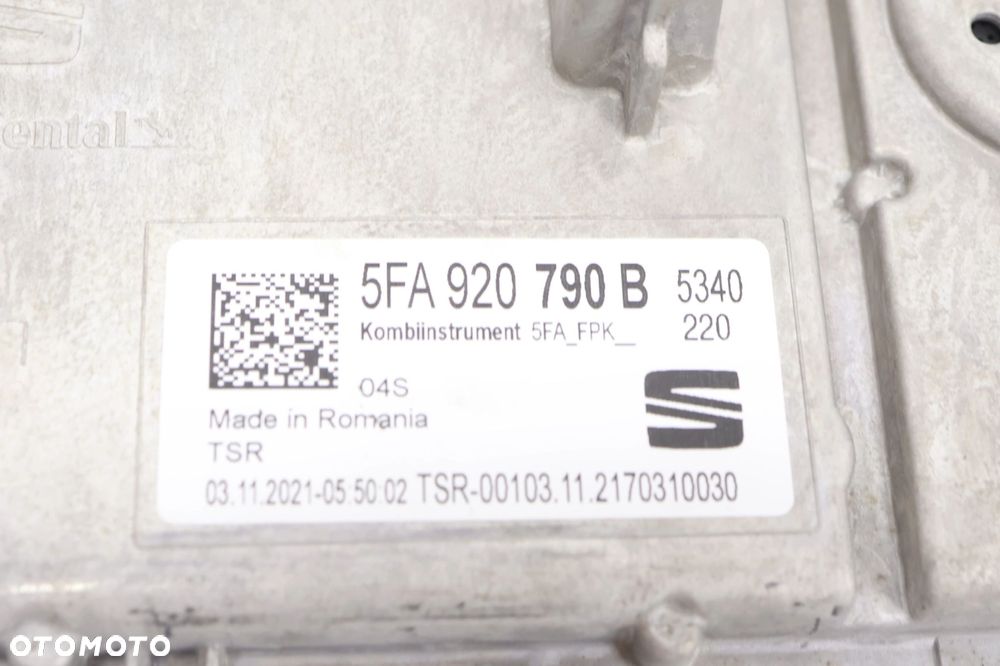 ental
5FA 920 790 B 5340
Kombiinstrument 5FA_FPK__ 220
04S
Made in Romania
TSR
03.11.2021-05 50 02 TSR-00103.11.2170310030
OTOMOTO